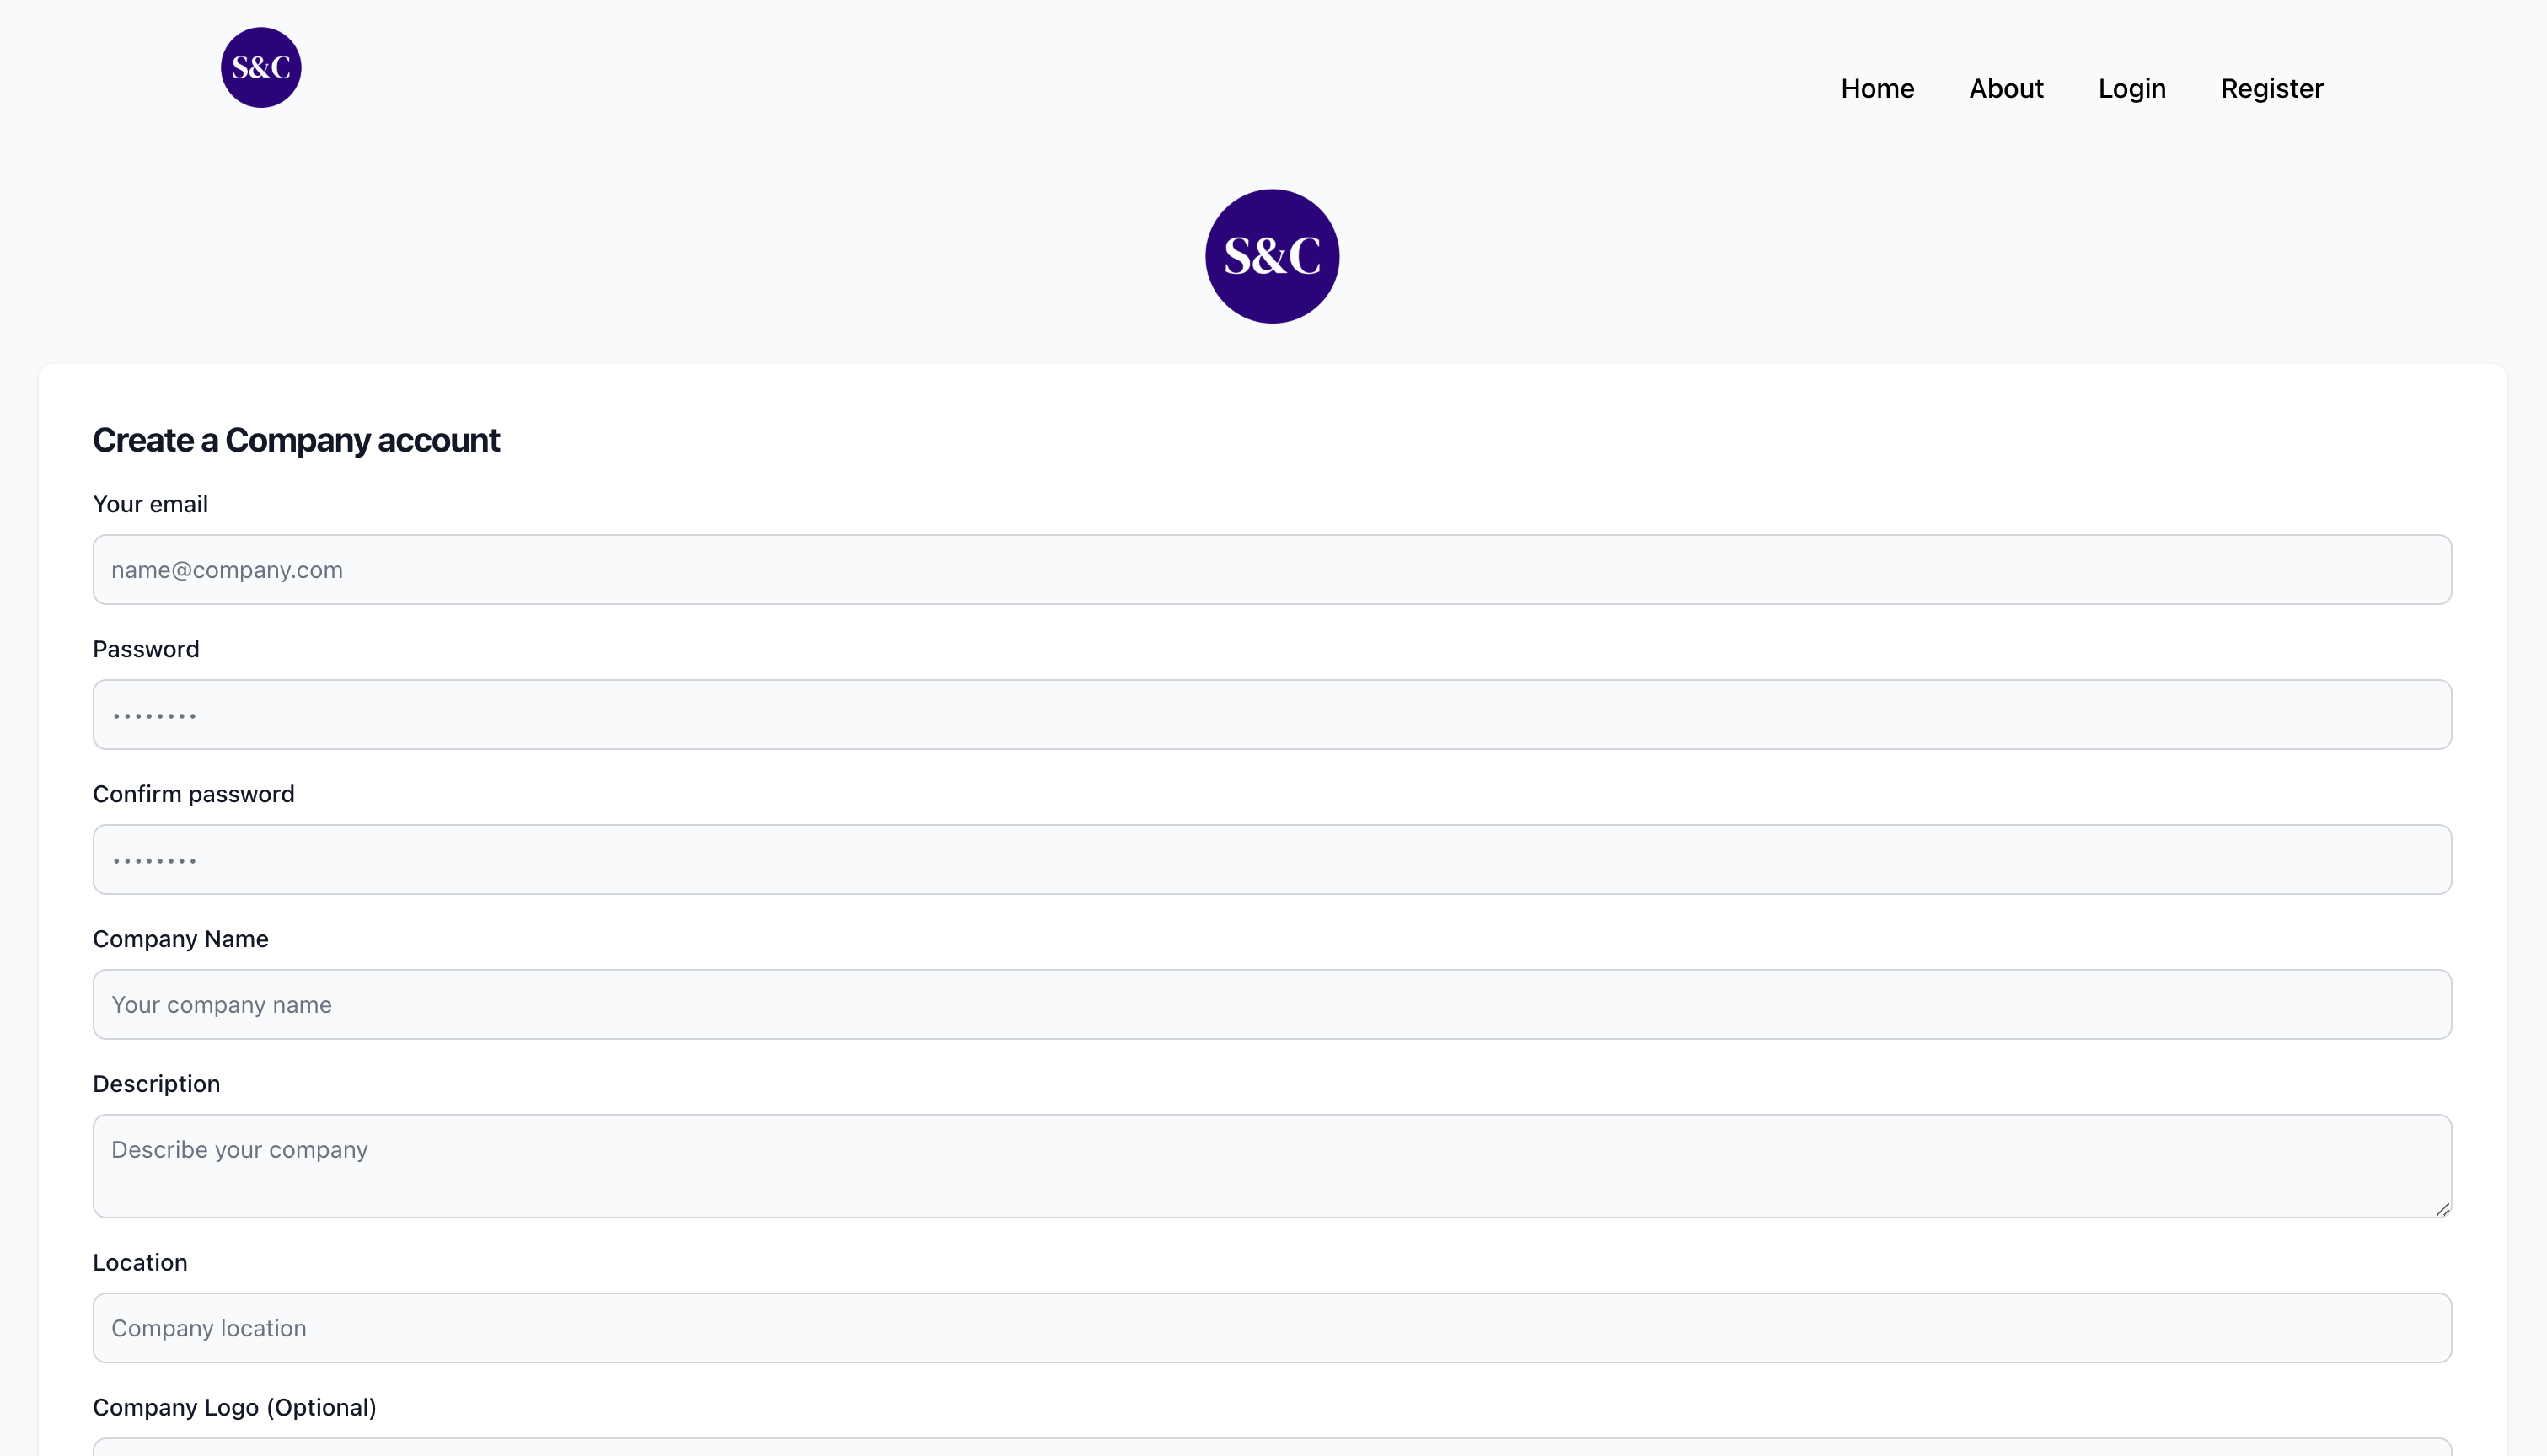 S&C
Home About Login Register
S&C
Create a Company account
Your email
name@company.com
Password
••••••••
Confirm password
••••••••
Company Name
Your company name
Description
Describe your company
Location
Company location
Company Logo (Optional)